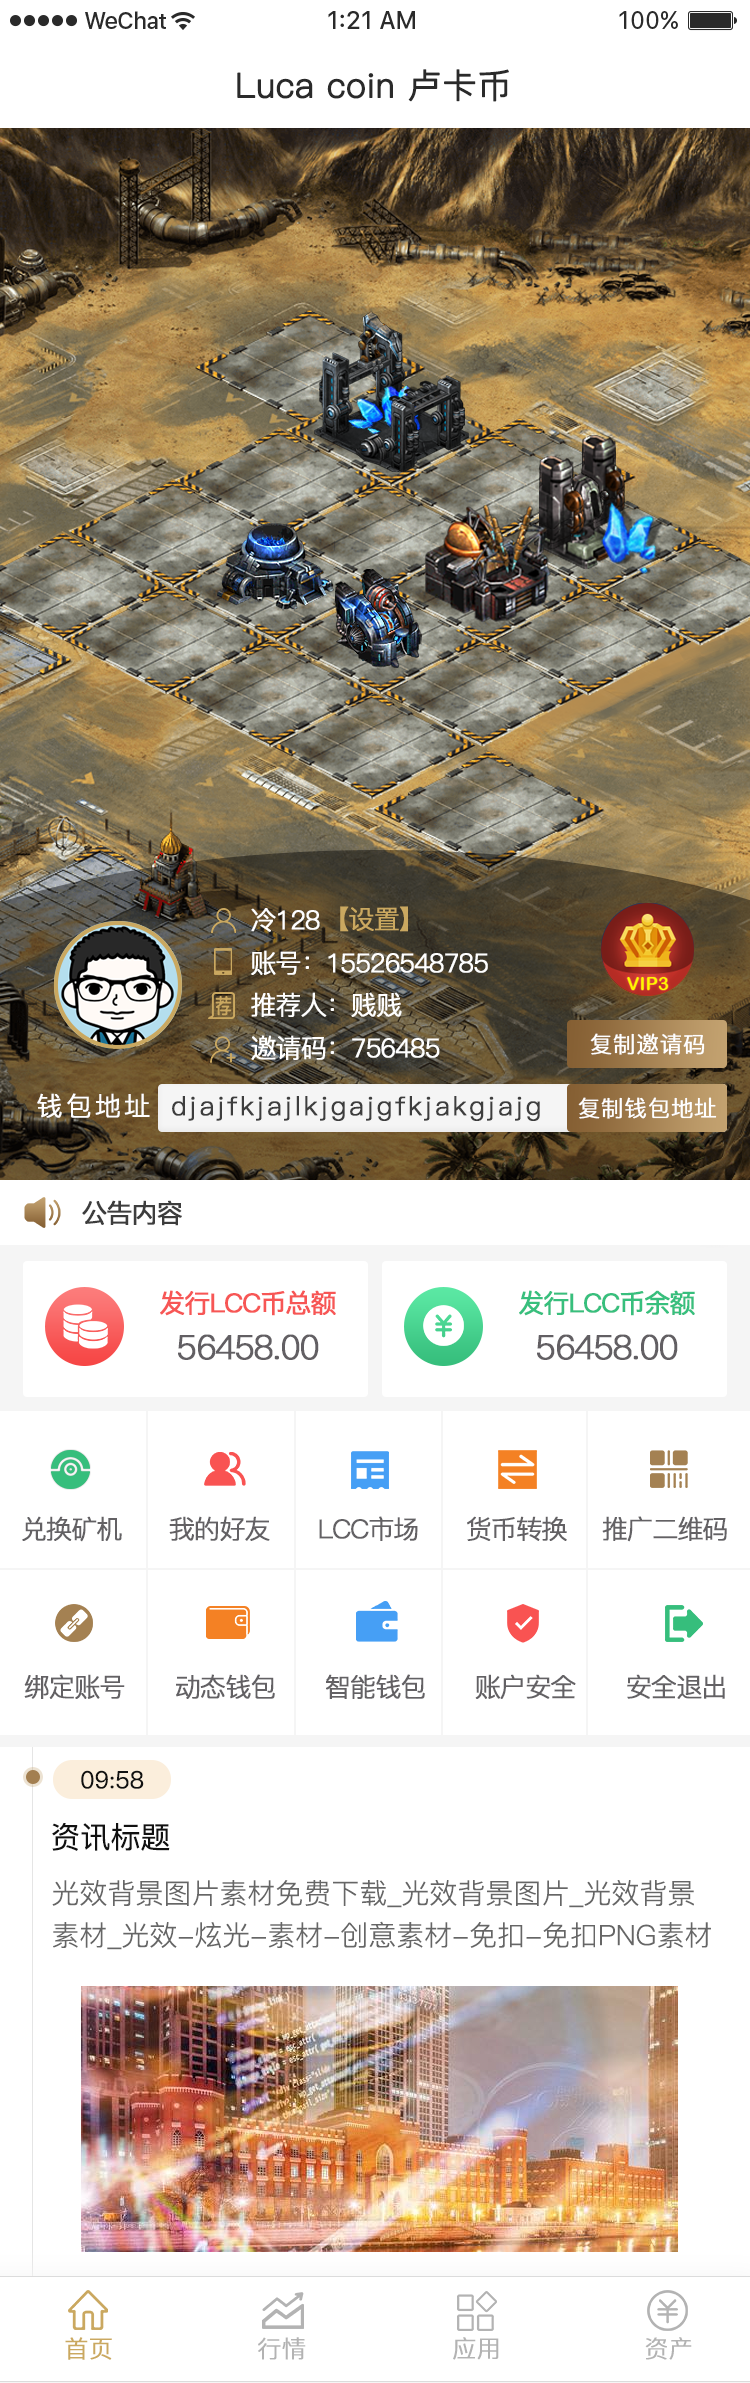 WeChat 1:21 AM 100%
Luca coin 卢卡币
冷128【设置】
账号：15526548785
VIP3
推荐人：贱贱
荐
邀请码：756485
复制邀请码
钱包地址 djajfkjajlkjgajgfkjakgjajg 复制钱包地址
公告内容
发行LCC币总额
56458.00
发行LCC币余额
56458.00
兑换矿机 我的好友 LCC市场 货币转换 推广二维码
绑定账号 动态钱包 智能钱包 账户安全 安全退出
09:58
资讯标题
光效背景图片素材免费下载_光效背景图片_光效背景
素材_光效-炫光-素材-创意素材-免扣-免扣PNG素材
首页 行情 应用 资产